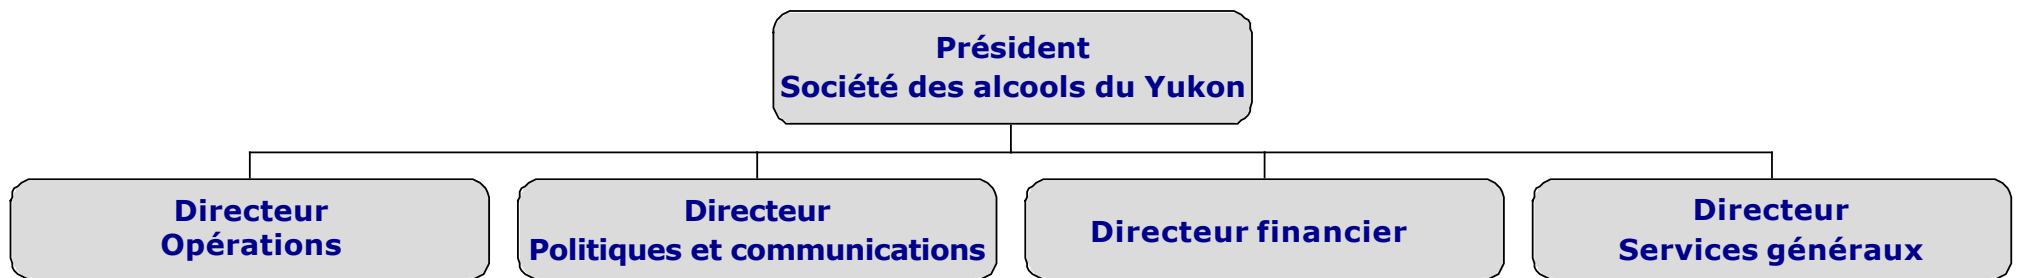 Président
Société des alcools du Yukon
Directeur
Opérations
Directeur
Politiques et communications
Directeur financier
Directeur
Services généraux